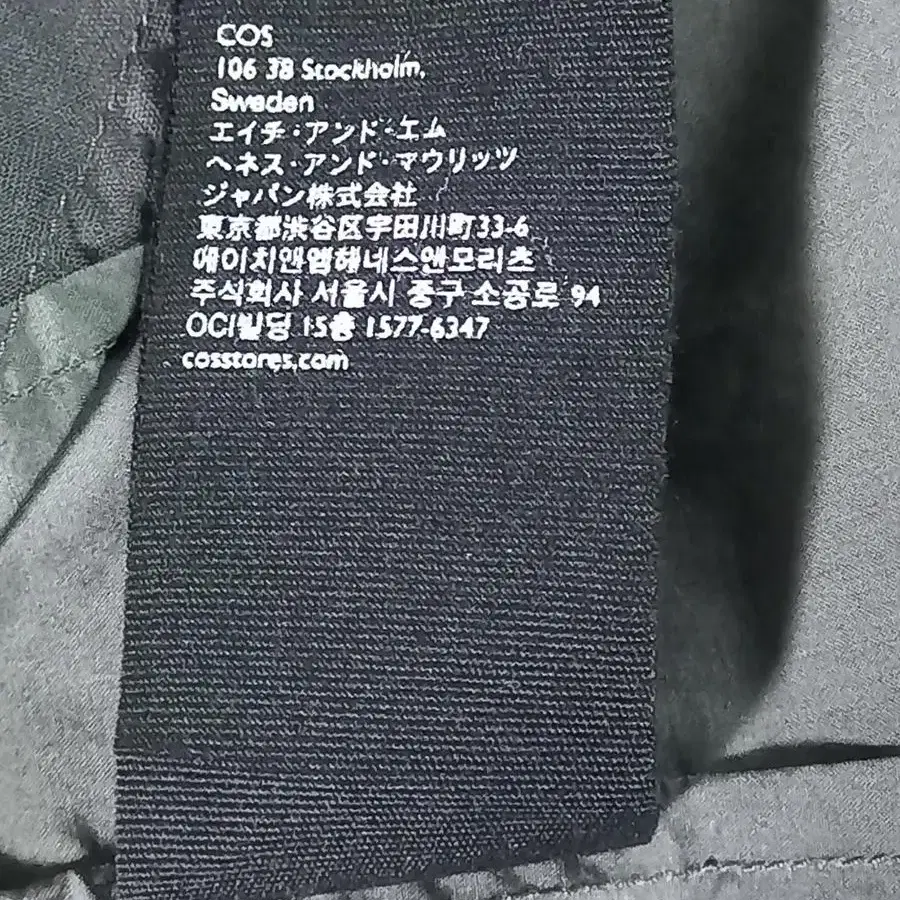 COS
106 38 Stockholm,
Sweden
エイチ・アンド・エム
ヘネス・アンド・マウリッツ
ジャパン株式会社
東京都渋谷区宇田川町33-6
에이치앤엠헤네스앤모리츠
주식회사 서울시 중구 소공로 94
OCI빌딩 15층 1577-6347
cosstores.com